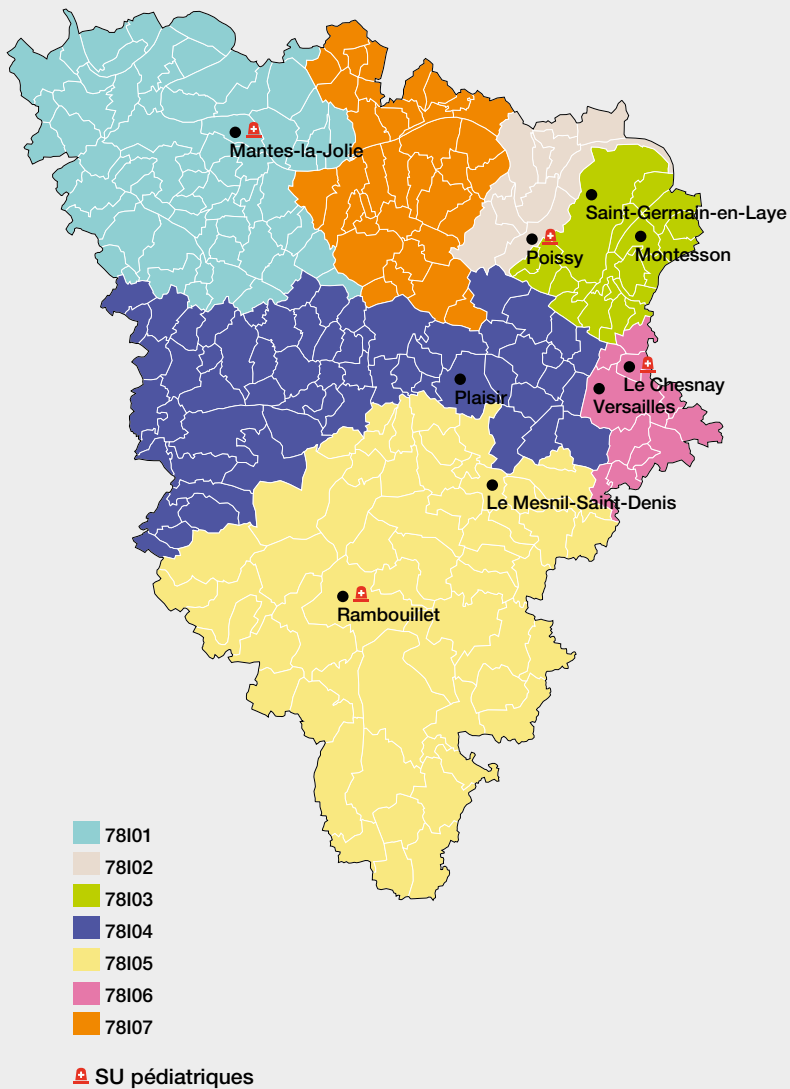 Mantes-la-Jolie
Saint-Germain-en-Laye
Poissy
Montesson
Le Chesnay
Plaisir
Versailles
Le Mesnil-Saint-Denis
Rambouillet
78I01
78I02
78I03
78I04
78I05
78I06
78I07
SU pédiatriques